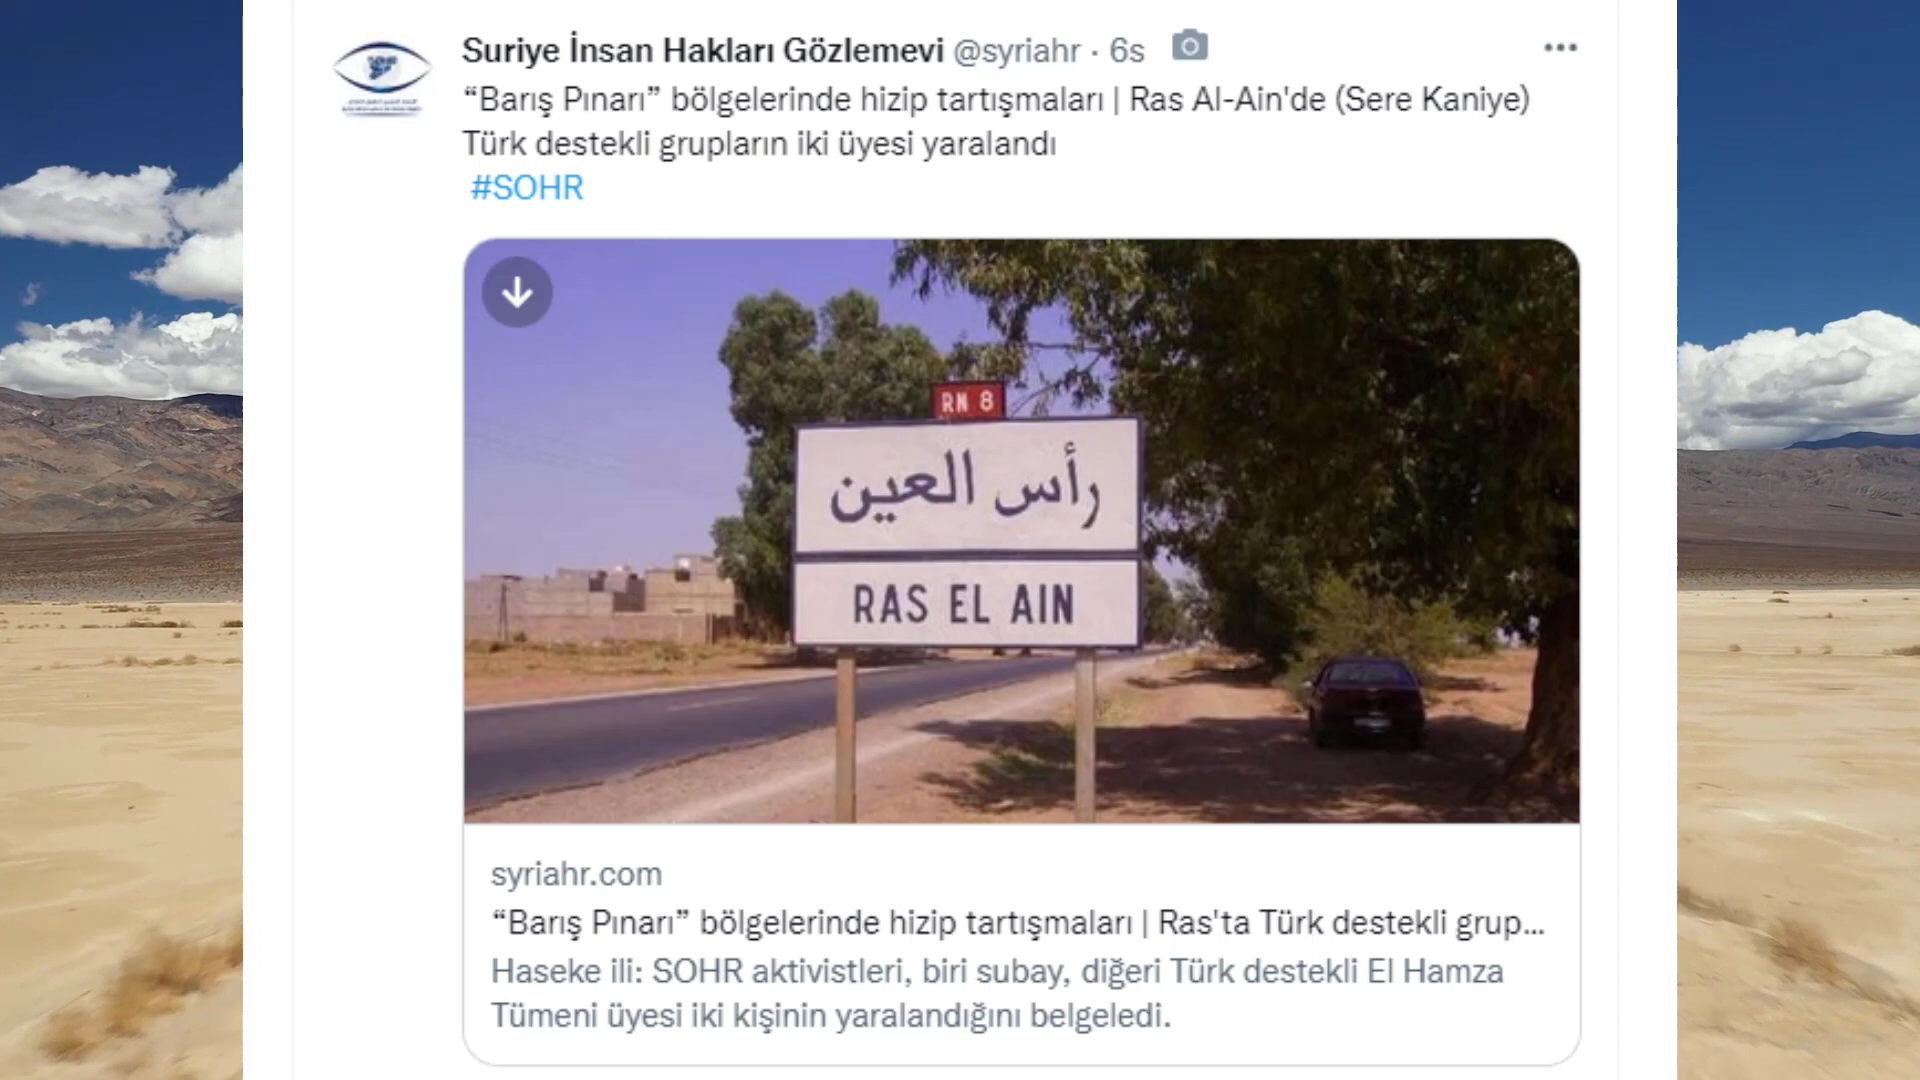 Suriye İnsan Hakları Gözlemevi @syriahr · 6s
“Barış Pınarı” bölgelerinde hizip tartışmaları | Ras Al-Ain'de (Sere Kaniye)
Türk destekli grupların iki üyesi yaralandı
#SOHR
RN 8
رأس العين
RAS EL AIN
syriahr.com
“Barış Pınarı” bölgelerinde hizip tartışmaları | Ras'ta Türk destekli grup...
Haseke ili: SOHR aktivistleri, biri subay, diğeri Türk destekli El Hamza
Tümeni üyesi iki kişinin yaralandığını belgeledi.